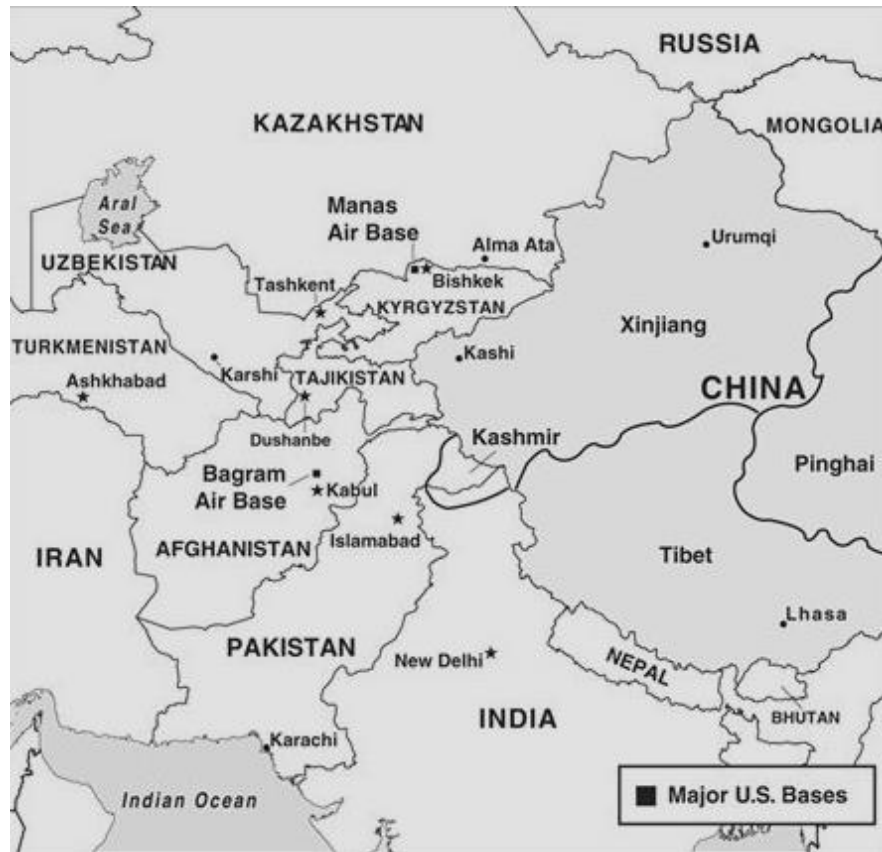 RUSSIA
KAZAKHSTAN
MONGOLIA
Aral
Sea
Manas
Air Base
Alma Ata
Urumqi
UZBEKISTAN
Tashkent
Bishkek
KYRGYZSTAN
Xinjiang
TURKMENISTAN
Karshi
TAJIKISTAN
Kashi
Ashkhabad
CHINA
Dushanbe
Kashmir
Bagram
Air Base
Kabul
Pinghai
Islamabad
IRAN
AFGHANISTAN
Tibet
Lhasa
PAKISTAN
New Delhi
NEPAL
INDIA
BHUTAN
Karachi
Indian Ocean
Major U.S. Bases